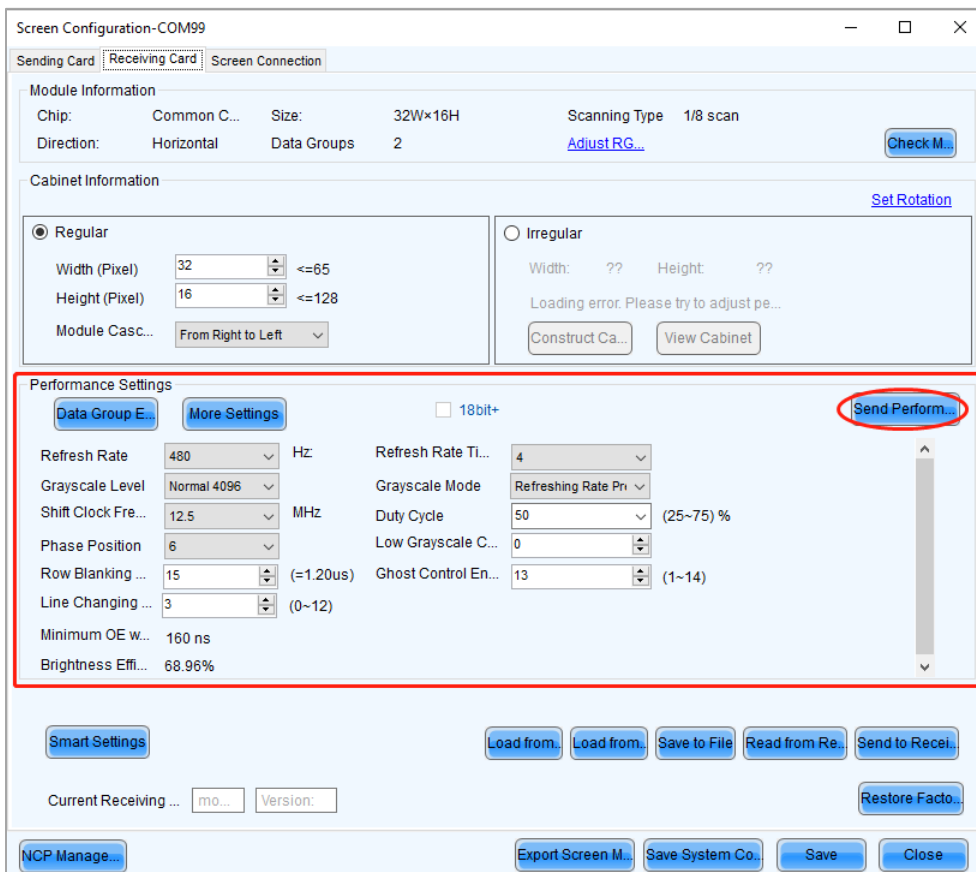 Screen Configuration-COM99
Sending Card Receiving Card Screen Connection
Module Information
Chip: Common C... Size: 32W×16H Scanning Type 1/8 scan
Direction: Horizontal Data Groups 2 Adjust RG... Check M...
Cabinet Information
Set Rotation
Regular
Width (Pixel) 32 <=65
Height (Pixel) 16 <=128
Module Casc... From Right to Left
Irregular
Width: ?? Height: ??
Loading error. Please try to adjust pe...
Construct Ca... View Cabinet
Performance Settings
Data Group E... More Settings 18bit+ Send Perform...
Refresh Rate 480 Hz: Refresh Rate Ti... 4
Grayscale Level Normal 4096 Grayscale Mode Refreshing Rate Pri
Shift Clock Fre... 12.5 MHz Duty Cycle 50 (25~75) %
Phase Position 6 Low Grayscale C... 0
Row Blanking ... 15 (=1.20us) Ghost Control En... 13 (1~14)
Line Changing ... 3 (0~12)
Minimum OE w... 160 ns
Brightness Effi... 68.96%
Smart Settings Load from.. Load from.. Save to File Read from Re.. Send to Recei..
Current Receiving ... mo... Version: Restore Facto...
NCP Manage... Export Screen M... Save System Co... Save Close